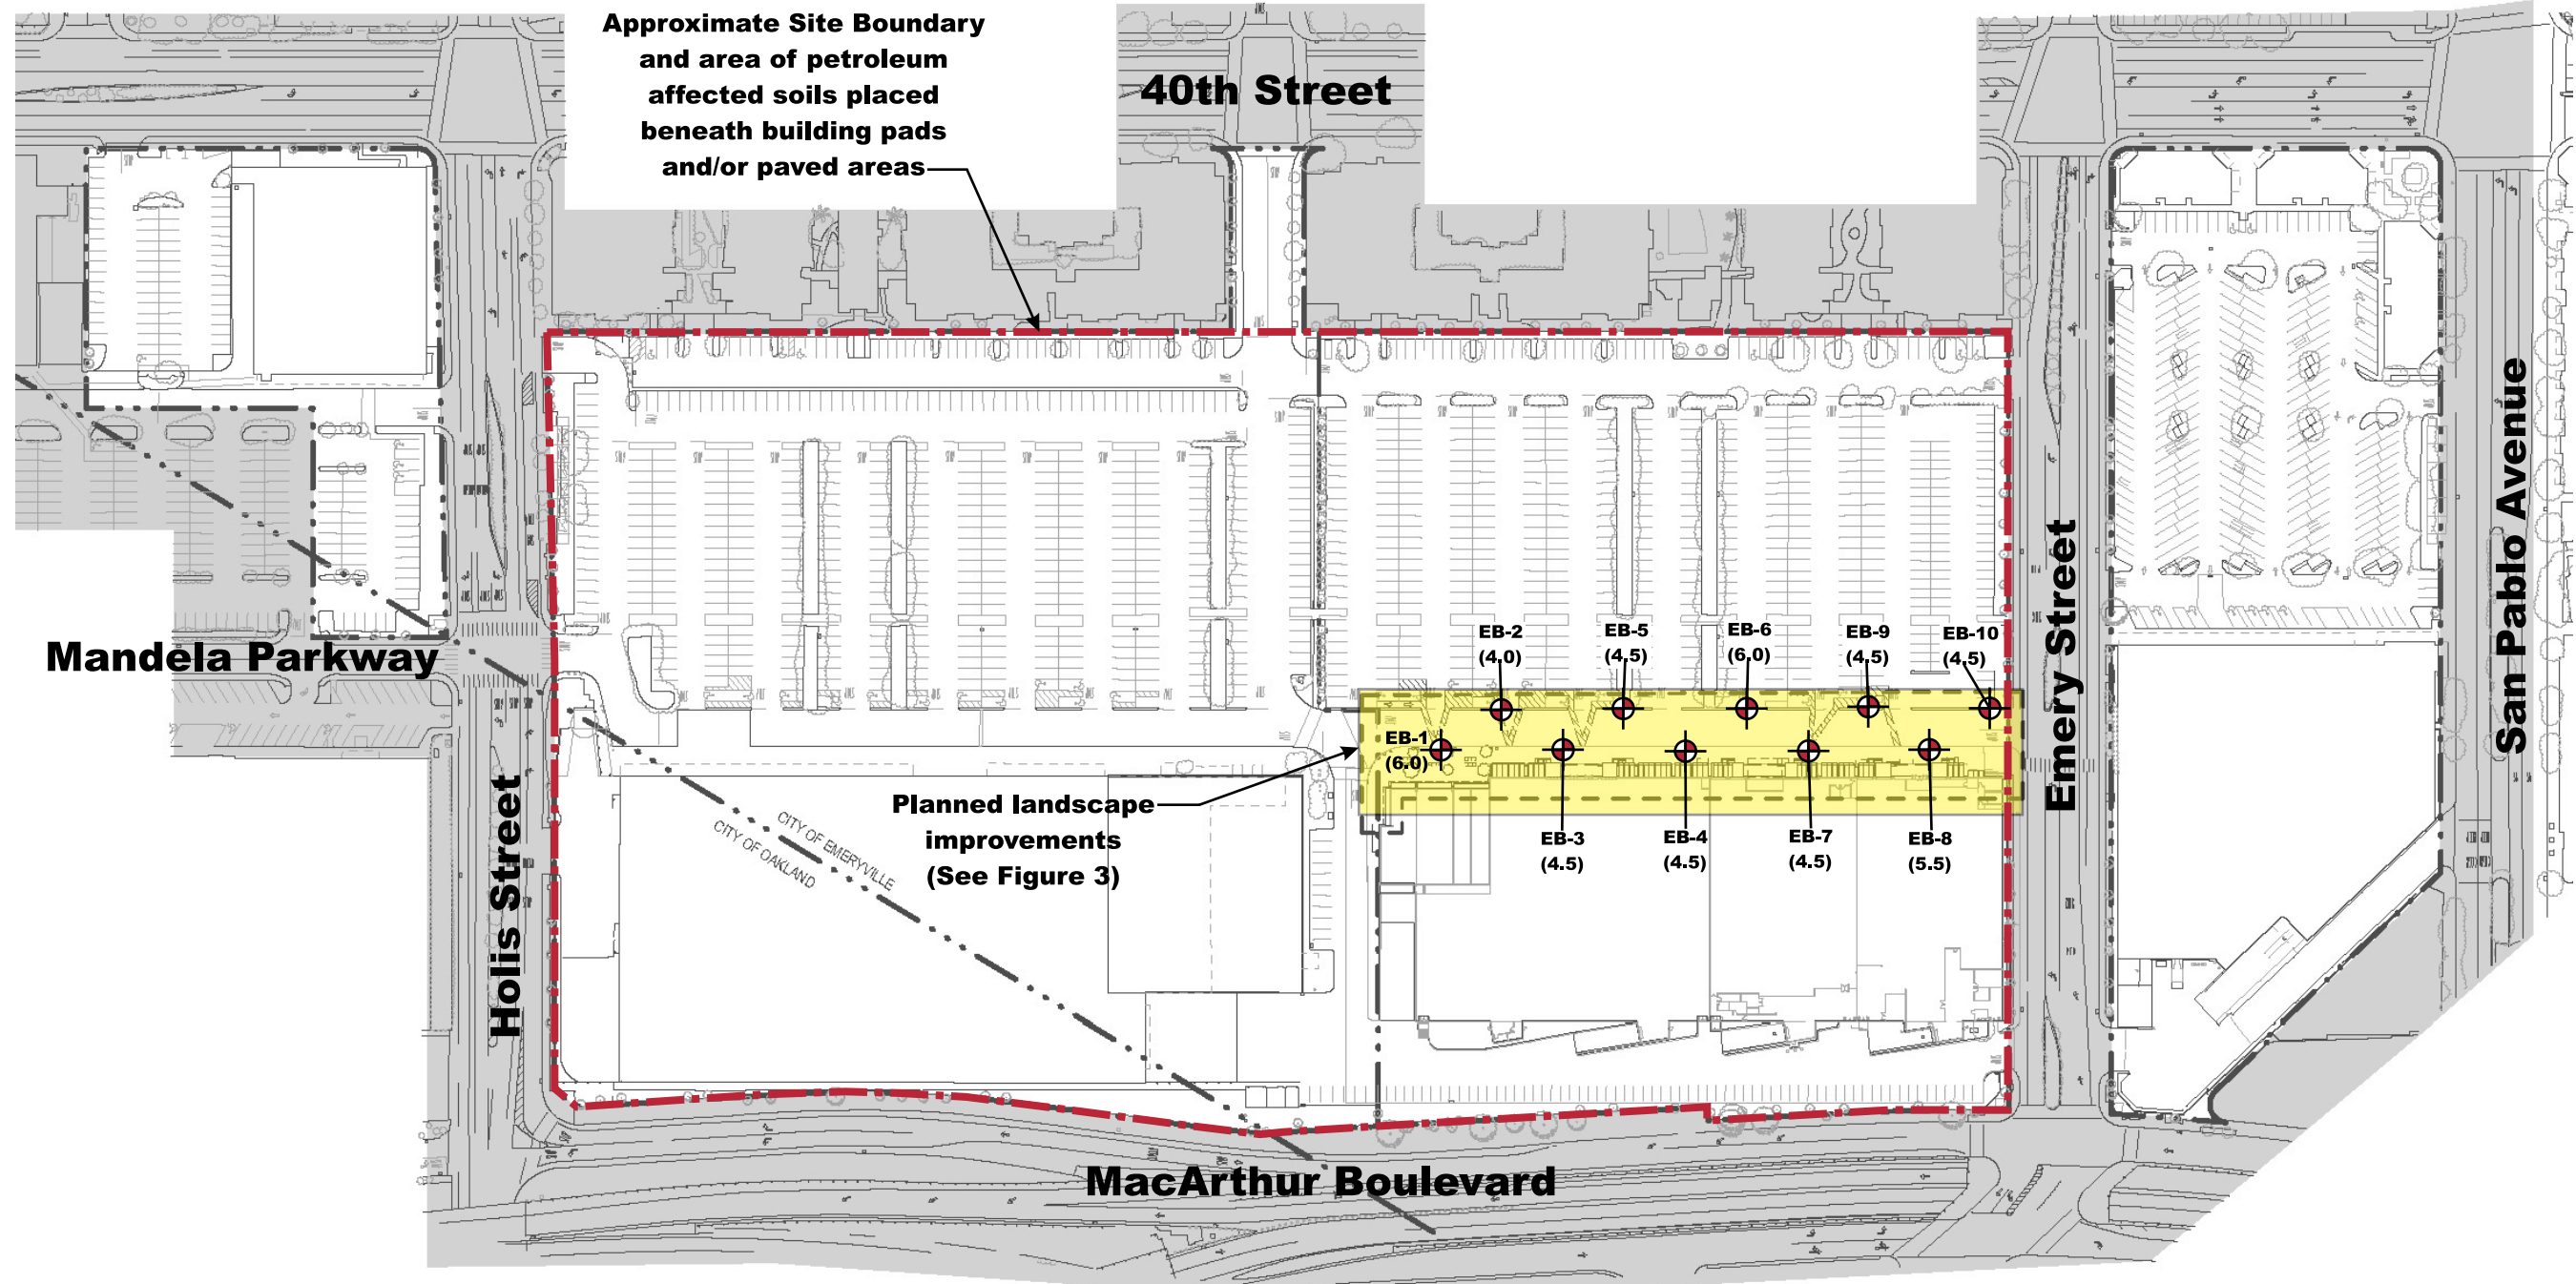 Approximate Site Boundary
and area of petroleum
affected soils placed
beneath building pads
and/or paved areas
40th Street
San Pablo Avenue
Emery Street
Mandela Parkway
Holis Street
EB-2
(4.0)
EB-5
(4.5)
EB-6
(6.0)
EB-9
(4.5)
EB-10
(4.5)
EB-1
(6.0)
Planned landscape
improvements
(See Figure 3)
EB-3
(4.5)
EB-4
(4.5)
EB-7
(4.5)
EB-8
(5.5)
CITY OF EMERYVILLE
CITY OF OAKLAND
MacArthur Boulevard